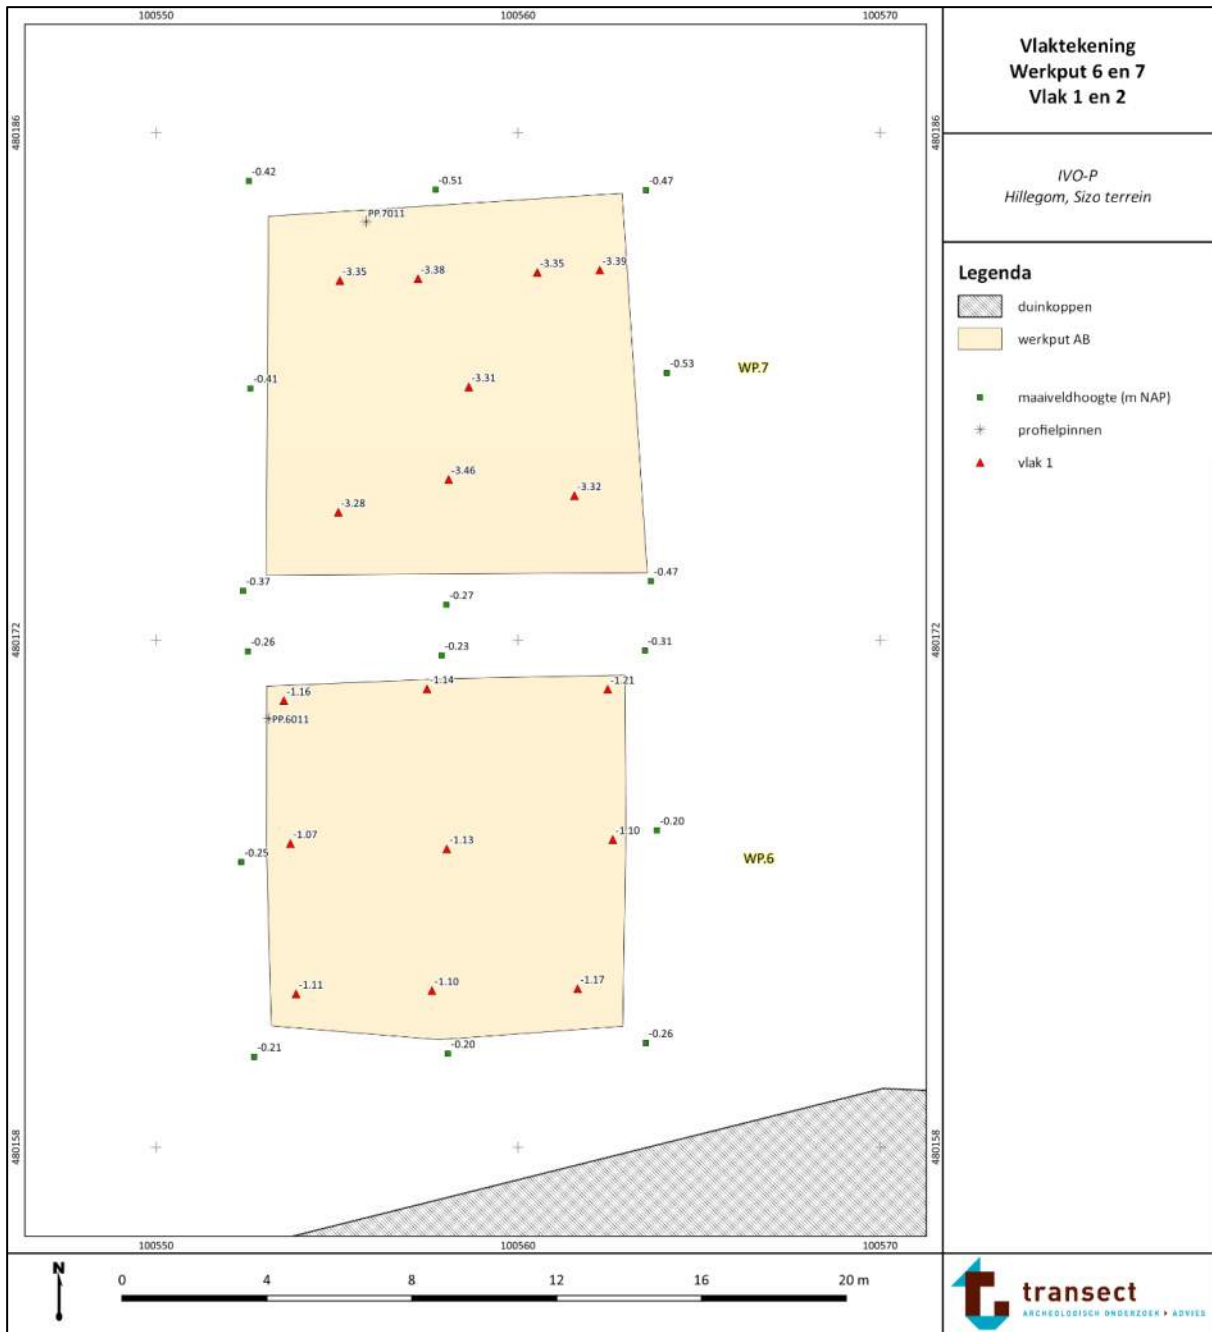 100550 100560 100570
Vlaktekening
Werkput 6 en 7
Vlak 1 en 2
480186 480186
IVO-P
Hillegom, Sizo terrein
-0.42 -0.51 -0.47
PP.7011
-3.35 -3.38 -3.35 -3.39
Legenda
duinkoppen
werkput AB
maaiveldhoogte (m NAP)
profielpinnen
vlak 1
-0.41 -3.31 -0.53 WP.7
-3.28 -3.46 -3.32
-0.37 -0.27 -0.47
480172 480172
-0.26 -0.23 -0.31
-1.16 -1.14 -1.21
PP.6011
-1.07 -1.13 -1.10 -0.20
-0.25 WP.6
-1.11 -1.10 -1.17
-0.21 -0.20 -0.26
480158 480158
100550 100560 100570
N
0 4 8 12 16 20 m
transect
ARCHEOLOGISCH ONDERZOEK ADVIES